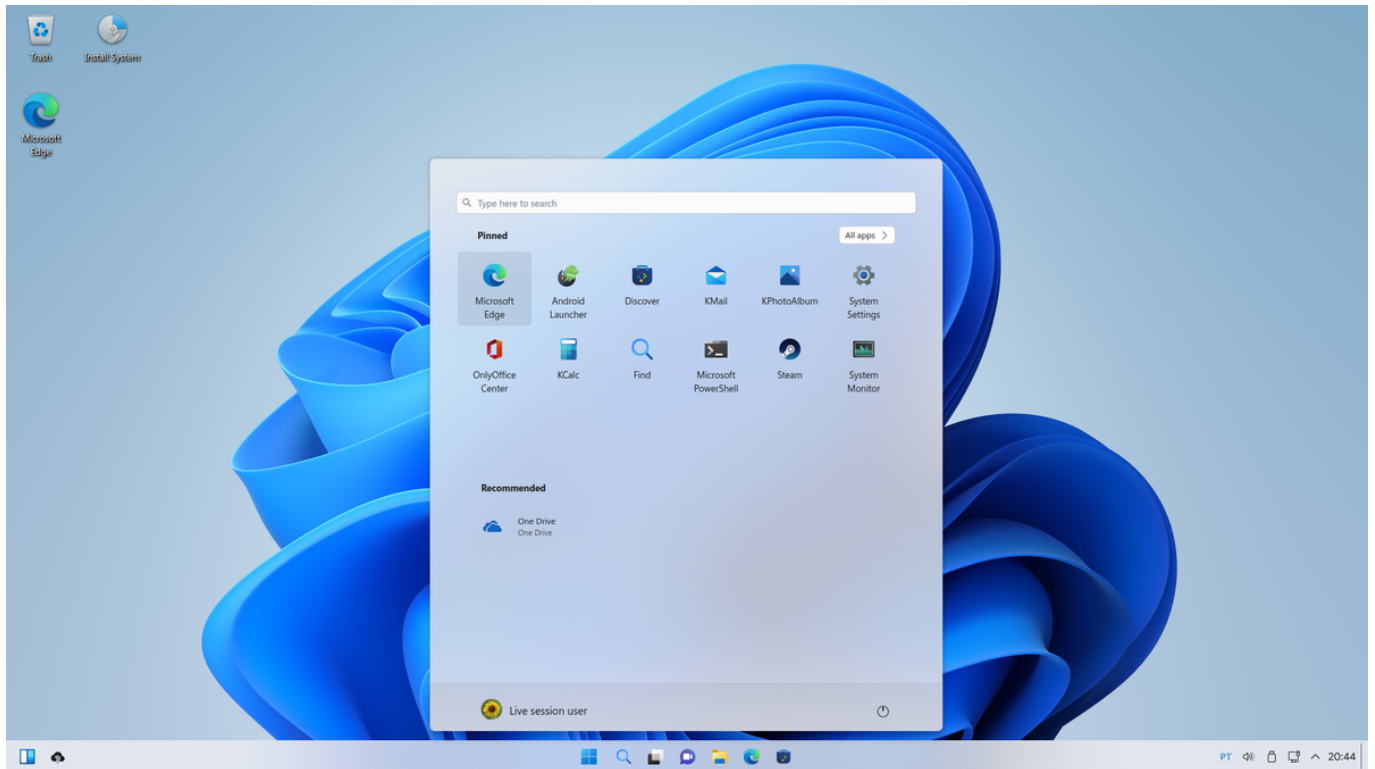 Trash
Install System
Microsoft
Edge
Type here to search
Pinned
All apps
Microsoft
Edge
Android
Launcher
Discover
KMail
KPhotoAlbum
System
Settings
OnlyOffice
Center
KCalc
Find
Microsoft
PowerShell
Steam
System
Monitor
Recommended
One Drive
One Drive
Live session user
PT
20:44